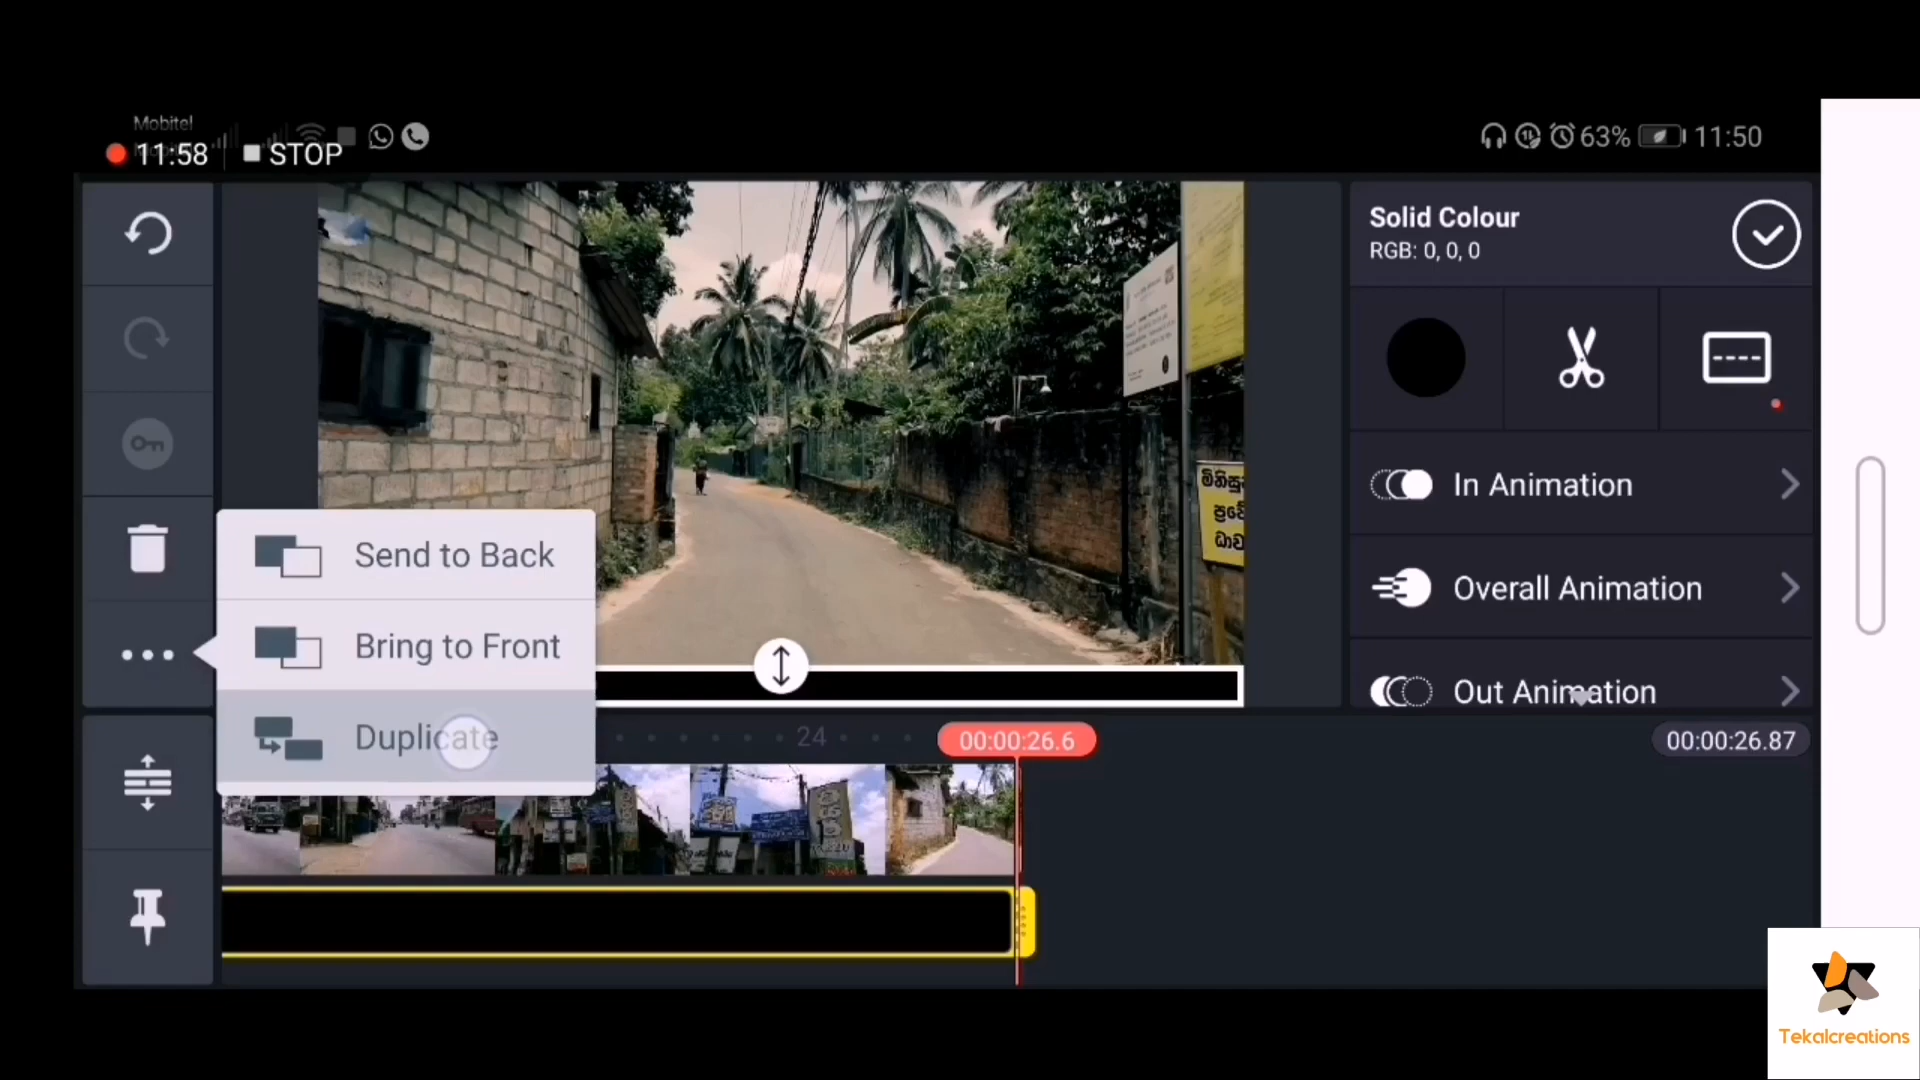 Mobitel
11:58
STOP
63%
11:50
Solid Colour
RGB: 0, 0, 0
In Animation
Overall Animation
Out Animation
Send to Back
Bring to Front
Duplicate
24
00:00:26.6
00:00:26.87
Tekalcreations